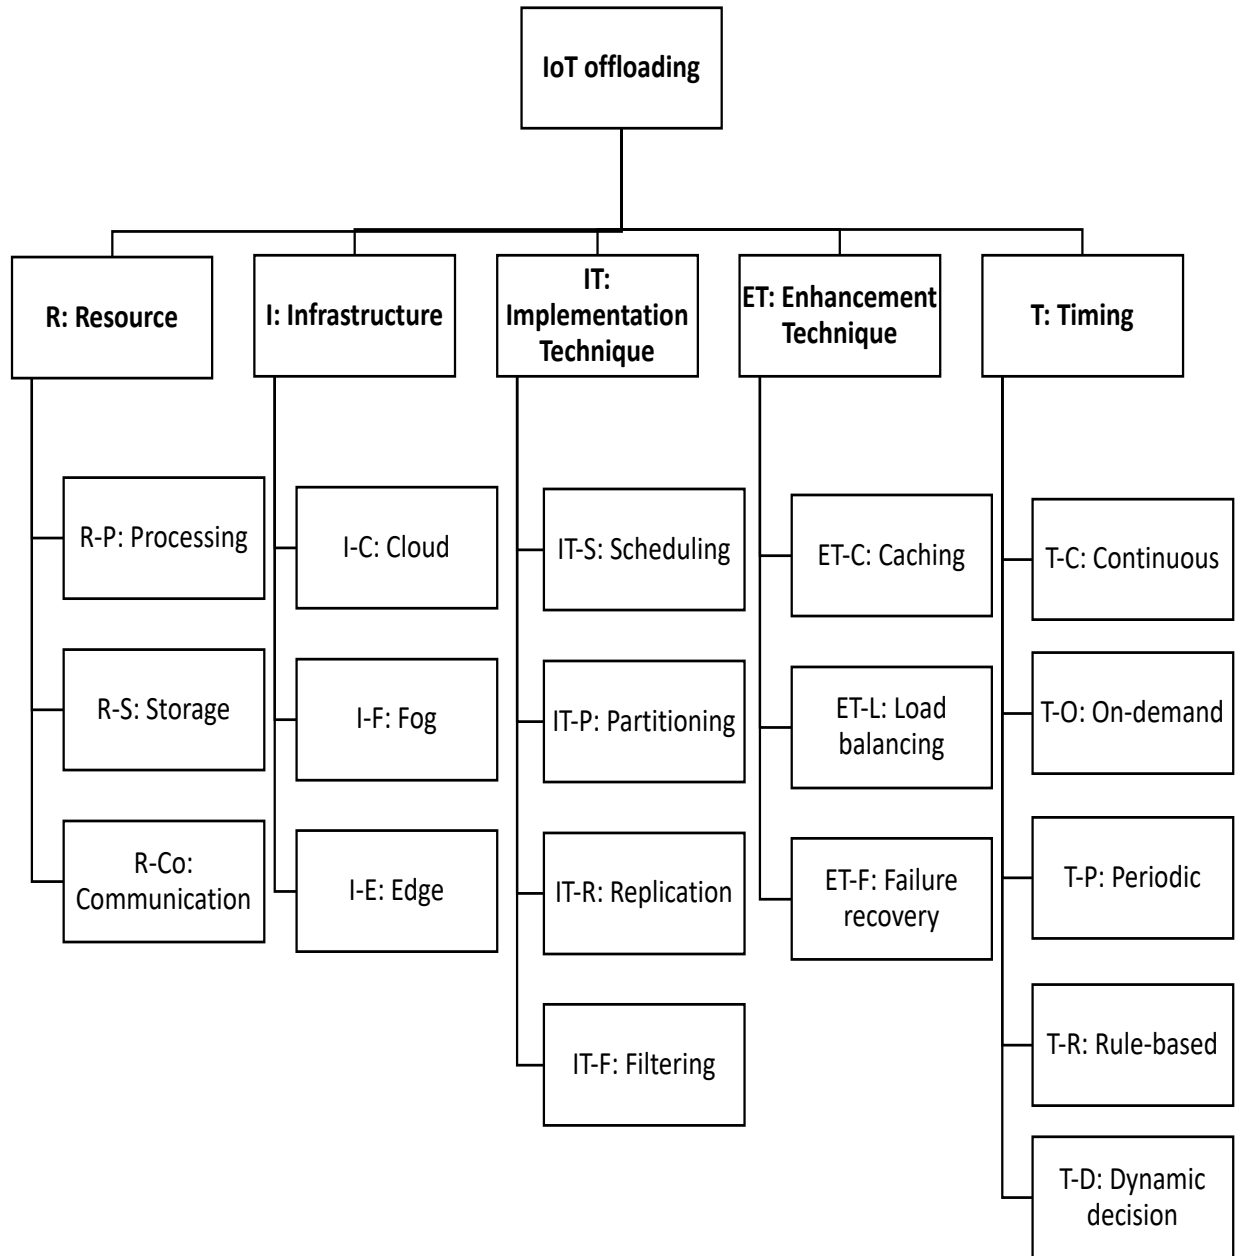 IoT offloading
R: Resource
I: Infrastructure
IT:
Implementation
Technique
ET: Enhancement
Technique
T: Timing
R-P: Processing
R-S: Storage
R-Co:
Communication
I-C: Cloud
I-F: Fog
I-E: Edge
IT-S: Scheduling
IT-P: Partitioning
IT-R: Replication
IT-F: Filtering
ET-C: Caching
ET-L: Load
balancing
ET-F: Failure
recovery
T-C: Continuous
T-O: On-demand
T-P: Periodic
T-R: Rule-based
T-D: Dynamic
decision